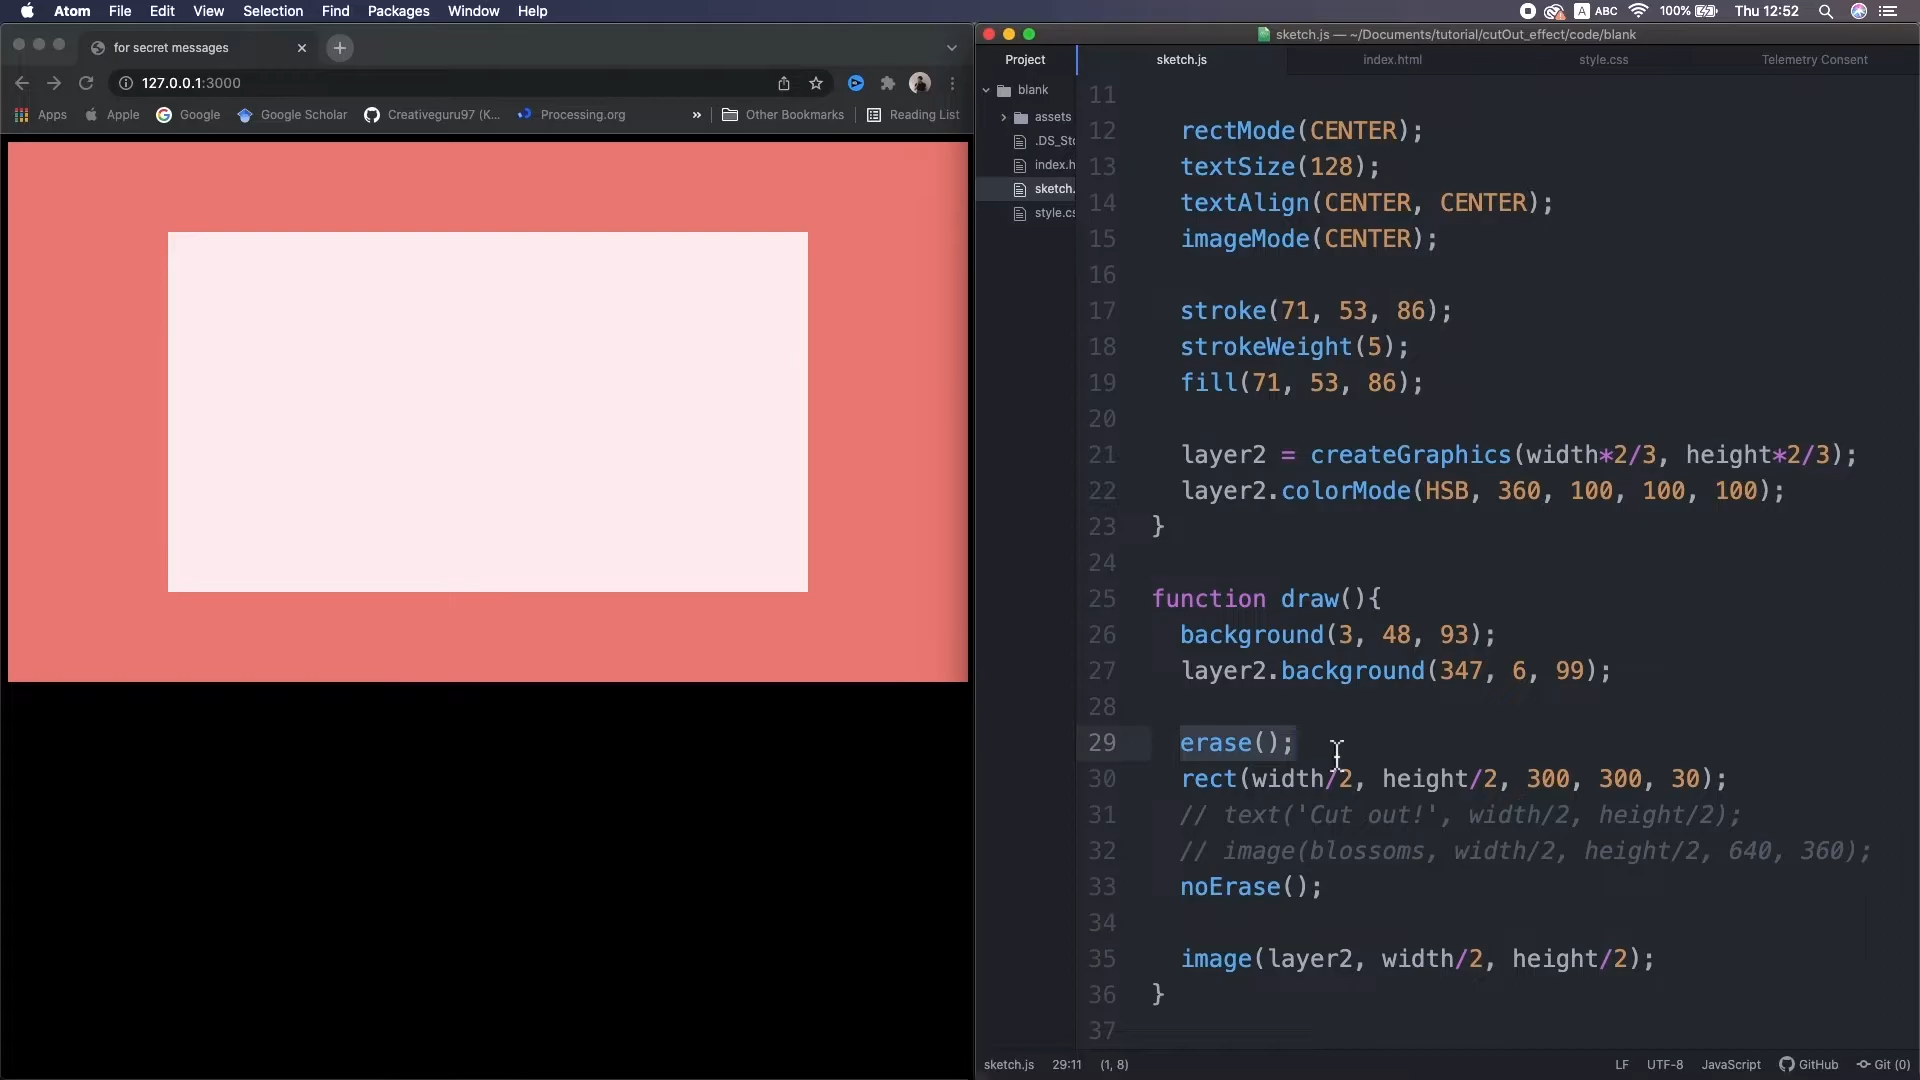 Atom File Edit View Selection Find Packages Window Help
A ABC 100% Thu 12:52
for secret messages
127.0.0.1:3000
Apps Apple Google Google Scholar Creativeguru97 (K... Processing.org » Other Bookmarks Reading List
sketch.js — ~/Documents/tutorial/cutOut_effect/code/blank
Project
sketch.js index.html style.css Telemetry Consent
blank
assets
.DS_Sto
index.h
sketch.
style.cs
11
12 rectMode(CENTER);
13 textSize(128);
14 textAlign(CENTER, CENTER);
15 imageMode(CENTER);
16
17 stroke(71, 53, 86);
18 strokeWeight(5);
19 fill(71, 53, 86);
20
21 layer2 = createGraphics(width*2/3, height*2/3);
22 layer2.colorMode(HSB, 360, 100, 100, 100);
23 }
24
25 function draw(){
26 background(3, 48, 93);
27 layer2.background(347, 6, 99);
28
29 erase();
30 rect(width/2, height/2, 300, 300, 30);
31 // text('Cut out!', width/2, height/2);
32 // image(blossoms, width/2, height/2, 640, 360);
33 noErase();
34
35 image(layer2, width/2, height/2);
36 }
37
sketch.js 29:11 (1, 8) LF UTF-8 JavaScript GitHub Git (0)